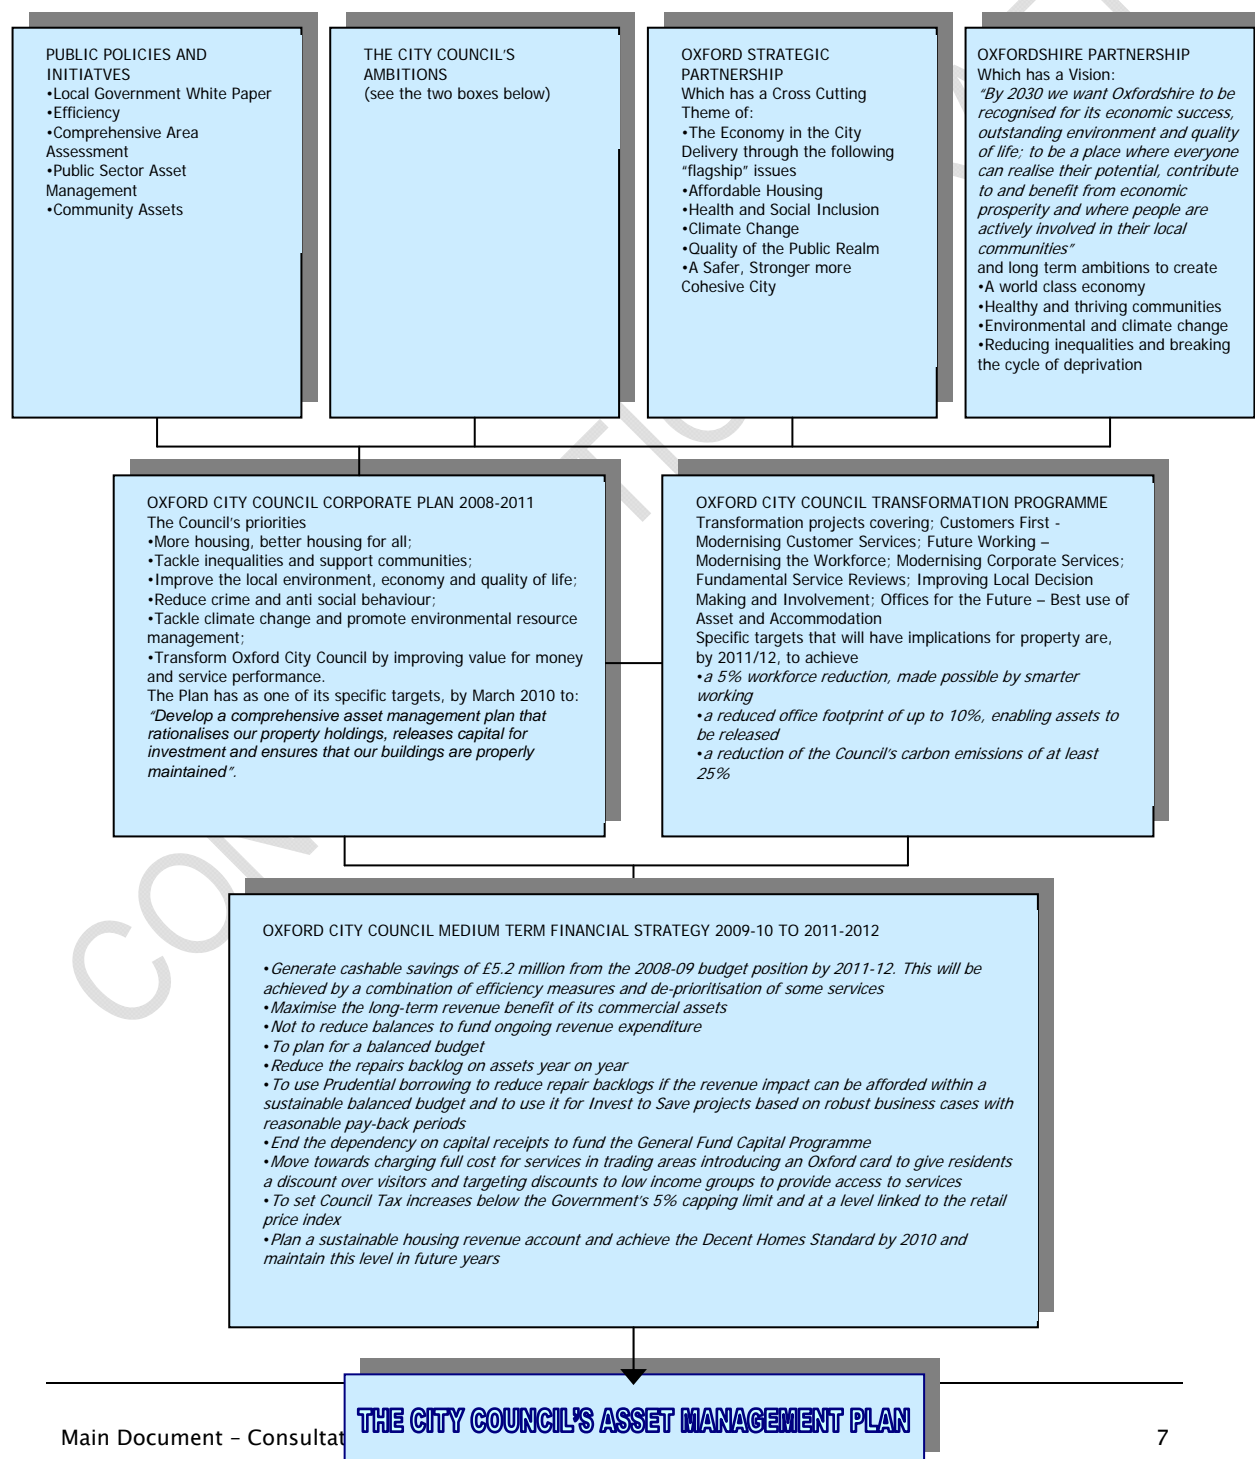 PUBLIC POLICIES AND
INITIATVES
•Local Government White Paper
•Efficiency
•Comprehensive Area
Assessment
•Public Sector Asset
Management
•Community Assets
THE CITY COUNCIL'S
AMBITIONS
(see the two boxes below)
OXFORD STRATEGIC
PARTNERSHIP
Which has a Cross Cutting
Theme of:
•The Economy in the City
Delivery through the following
"flagship" issues
•Affordable Housing
•Health and Social Inclusion
•Climate Change
•Quality of the Public Realm
•A Safer, Stronger more
Cohesive City
OXFORDSHIRE PARTNERSHIP
Which has a Vision:
"By 2030 we want Oxfordshire to be
recognised for its economic success,
outstanding environment and quality
of life; to be a place where everyone
can realise their potential, contribute
to and benefit from economic
prosperity and where people are
actively involved in their local
communities"
and long term ambitions to create
•A world class economy
•Healthy and thriving communities
•Environmental and climate change
•Reducing inequalities and breaking
the cycle of deprivation
OXFORD CITY COUNCIL CORPORATE PLAN 2008-2011
The Council's priorities
•More housing, better housing for all;
•Tackle inequalities and support communities;
•Improve the local environment, economy and quality of life;
•Reduce crime and anti social behaviour;
•Tackle climate change and promote environmental resource
management;
•Transform Oxford City Council by improving value for money
and service performance.
The Plan has as one of its specific targets, by March 2010 to:
"Develop a comprehensive asset management plan that
rationalises our property holdings, releases capital for
investment and ensures that our buildings are properly
maintained".
OXFORD CITY COUNCIL TRANSFORMATION PROGRAMME
Transformation projects covering; Customers First -
Modernising Customer Services; Future Working –
Modernising the Workforce; Modernising Corporate Services;
Fundamental Service Reviews; Improving Local Decision
Making and Involvement; Offices for the Future – Best use of
Asset and Accommodation
Specific targets that will have implications for property are,
by 2011/12, to achieve
•a 5% workforce reduction, made possible by smarter
working
•a reduced office footprint of up to 10%, enabling assets to
be released
•a reduction of the Council's carbon emissions of at least
25%
OXFORD CITY COUNCIL MEDIUM TERM FINANCIAL STRATEGY 2009-10 TO 2011-2012
•Generate cashable savings of £5.2 million from the 2008-09 budget position by 2011-12. This will be
achieved by a combination of efficiency measures and de-prioritisation of some services
•Maximise the long-term revenue benefit of its commercial assets
•Not to reduce balances to fund ongoing revenue expenditure
•To plan for a balanced budget
•Reduce the repairs backlog on assets year on year
•To use Prudential borrowing to reduce repair backlogs if the revenue impact can be afforded within a
sustainable balanced budget and to use it for Invest to Save projects based on robust business cases with
reasonable pay-back periods
•End the dependency on capital receipts to fund the General Fund Capital Programme
•Move towards charging full cost for services in trading areas introducing an Oxford card to give residents
a discount over visitors and targeting discounts to low income groups to provide access to services
•To set Council Tax increases below the Government's 5% capping limit and at a level linked to the retail
price index
•Plan a sustainable housing revenue account and achieve the Decent Homes Standard by 2010 and
maintain this level in future years
THE CITY COUNCIL'S ASSET MANAGEMENT PLAN
Main Document – Consultat
7